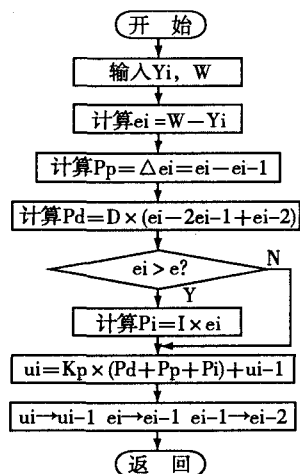 开 始
输入Yi，W
计算ei=W－Yi
计算Pp=△ei=ei－ei-1
计算Pd=D×(ei－2ei-1+ei-2)
ei＞e?
N
Y
计算Pi=I×ei
ui=Kp×(Pd+Pp+Pi)+ui-1
ui→ui-1 ei→ei-1 ei-1→ei-2
返 回